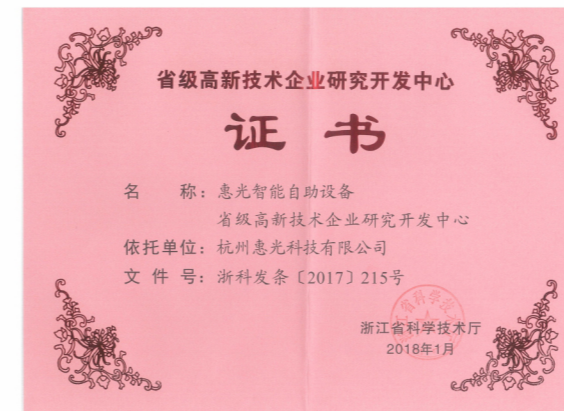 省级高新技术企业研究开发中心
证书
名称：惠光智能自助设备
省级高新技术企业研究开发中心
依托单位：杭州惠光科技有限公司
文件号：浙科发条〔2017〕215号
浙江省科学技术厅
2018年1月